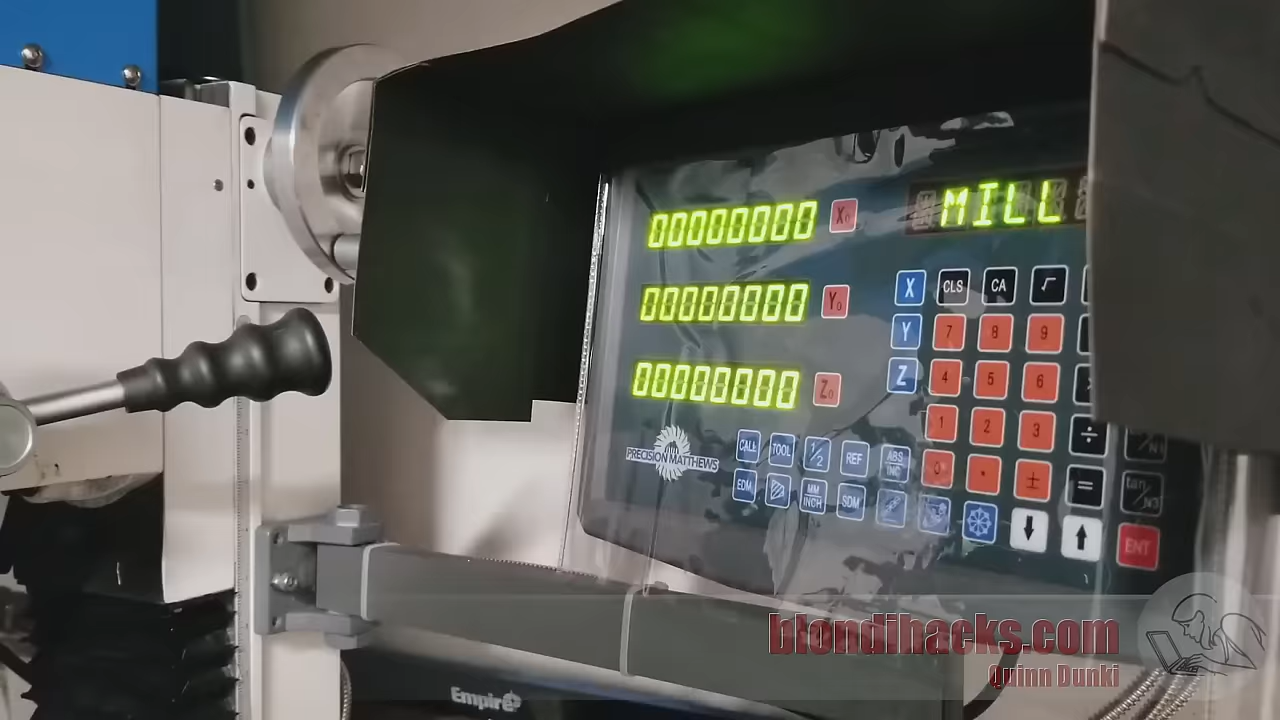 00000000 X₀ MILL
X CLS CA √
00000000 Y₀ Y 7 8 9
Z 4 5 6
00000000 Z₀
1 2 3 ÷
PRECISION MATTHEWS
CALL TOOL 1/2 REF ABS/INC 0 . ± =
EDM MM/INCH SDM
tan
ENT
blondihacks.com
Quinn Dunki
Empire